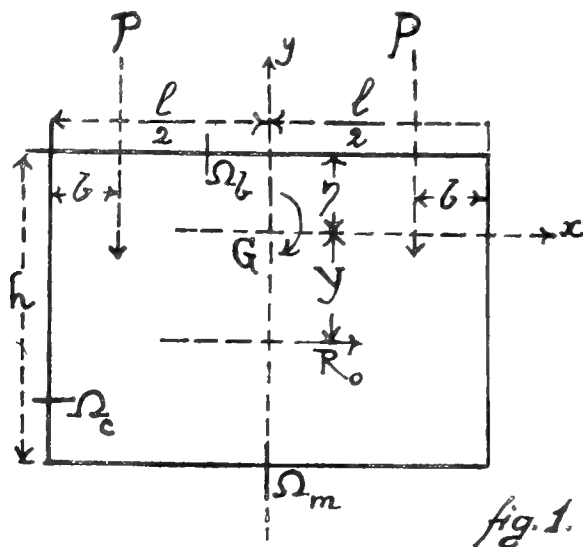 P P
y
l/2 l/2
Ω_b
b η b
G x
h y
R_o
Ω_c
Ω_m
fig. 1.